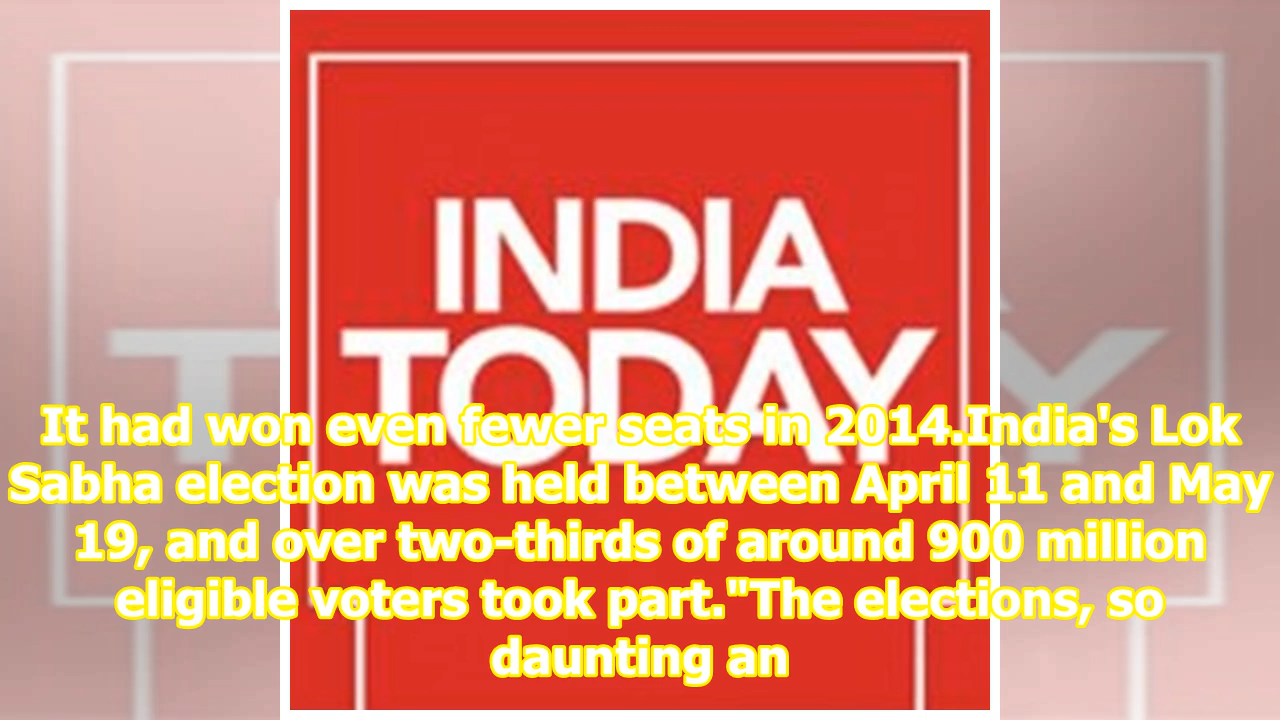 INDIA
TODAY
It had won even fewer seats in 2014.India's Lok
Sabha election was held between April 11 and May
19, and over two-thirds of around 900 million
eligible voters took part."The elections, so
daunting an